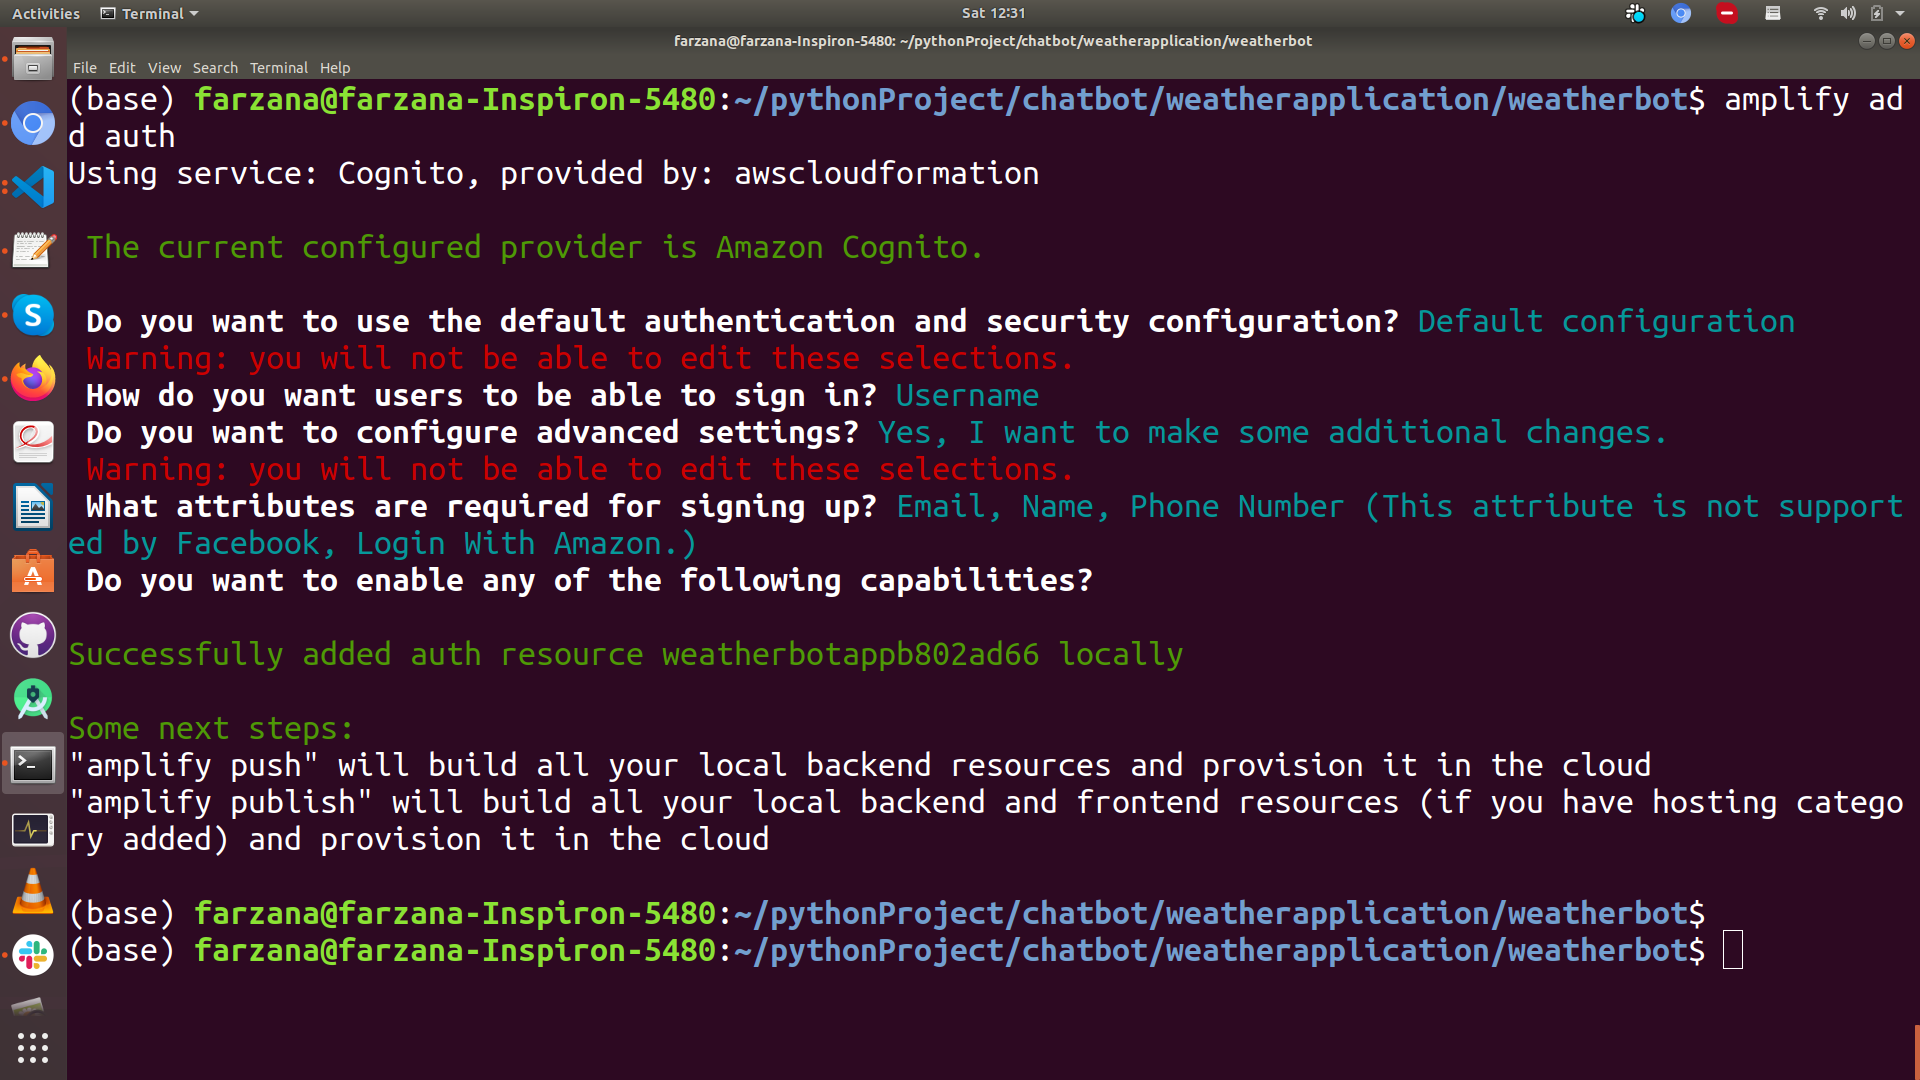 Activities Terminal Sat 12:31
farzana@farzana-Inspiron-5480: ~/pythonProject/chatbot/weatherapplication/weatherbot
File Edit View Search Terminal Help
(base) farzana@farzana-Inspiron-5480:~/pythonProject/chatbot/weatherapplication/weatherbot$ amplify ad
d auth
Using service: Cognito, provided by: awscloudformation
The current configured provider is Amazon Cognito.
Do you want to use the default authentication and security configuration? Default configuration
Warning: you will not be able to edit these selections.
How do you want users to be able to sign in? Username
Do you want to configure advanced settings? Yes, I want to make some additional changes.
Warning: you will not be able to edit these selections.
What attributes are required for signing up? Email, Name, Phone Number (This attribute is not support
ed by Facebook, Login With Amazon.)
Do you want to enable any of the following capabilities?
Successfully added auth resource weatherbotappb802ad66 locally
Some next steps:
"amplify push" will build all your local backend resources and provision it in the cloud
"amplify publish" will build all your local backend and frontend resources (if you have hosting catego
ry added) and provision it in the cloud
(base) farzana@farzana-Inspiron-5480:~/pythonProject/chatbot/weatherapplication/weatherbot$
(base) farzana@farzana-Inspiron-5480:~/pythonProject/chatbot/weatherapplication/weatherbot$